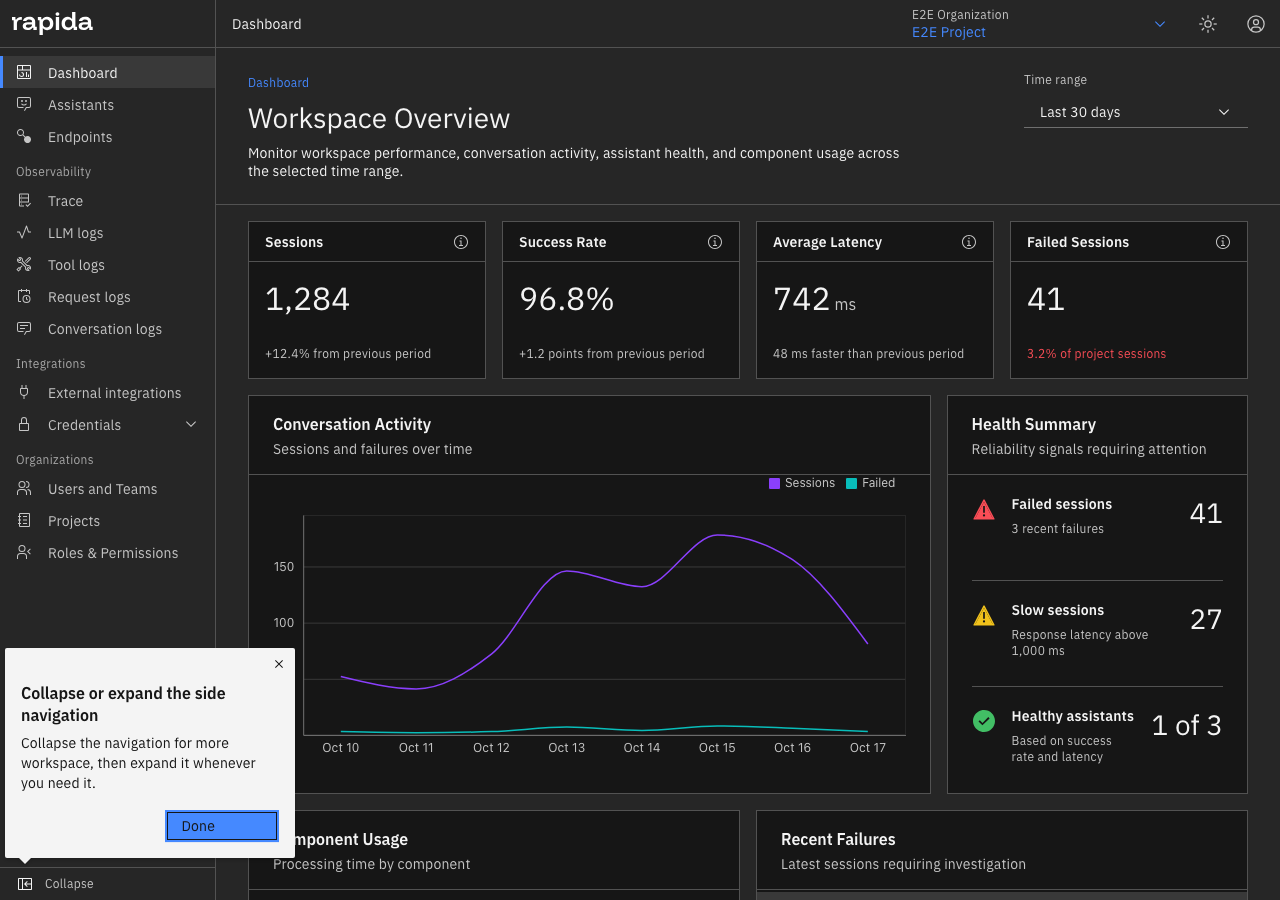 rapida
Dashboard
E2E Organization
E2E Project
Dashboard
Assistants
Endpoints
Observability
Trace
LLM logs
Tool logs
Request logs
Conversation logs
Integrations
External integrations
Credentials
Organizations
Users and Teams
Projects
Roles & Permissions
Collapse or expand the side
navigation
Collapse the navigation for more
workspace, then expand it whenever
you need it.
Done
Collapse
Dashboard
Workspace Overview
Monitor workspace performance, conversation activity, assistant health, and component usage across
the selected time range.
Time range
Last 30 days
Sessions
1,284
+12.4% from previous period
Success Rate
96.8%
+1.2 points from previous period
Average Latency
742 ms
48 ms faster than previous period
Failed Sessions
41
3.2% of project sessions
Conversation Activity
Sessions and failures over time
Sessions Failed
150
100
Oct 10 Oct 11 Oct 12 Oct 13 Oct 14 Oct 15 Oct 16 Oct 17
Health Summary
Reliability signals requiring attention
Failed sessions
3 recent failures
41
Slow sessions
Response latency above
1,000 ms
27
Healthy assistants
Based on success
rate and latency
1 of 3
mponent Usage
Processing time by component
Recent Failures
Latest sessions requiring investigation